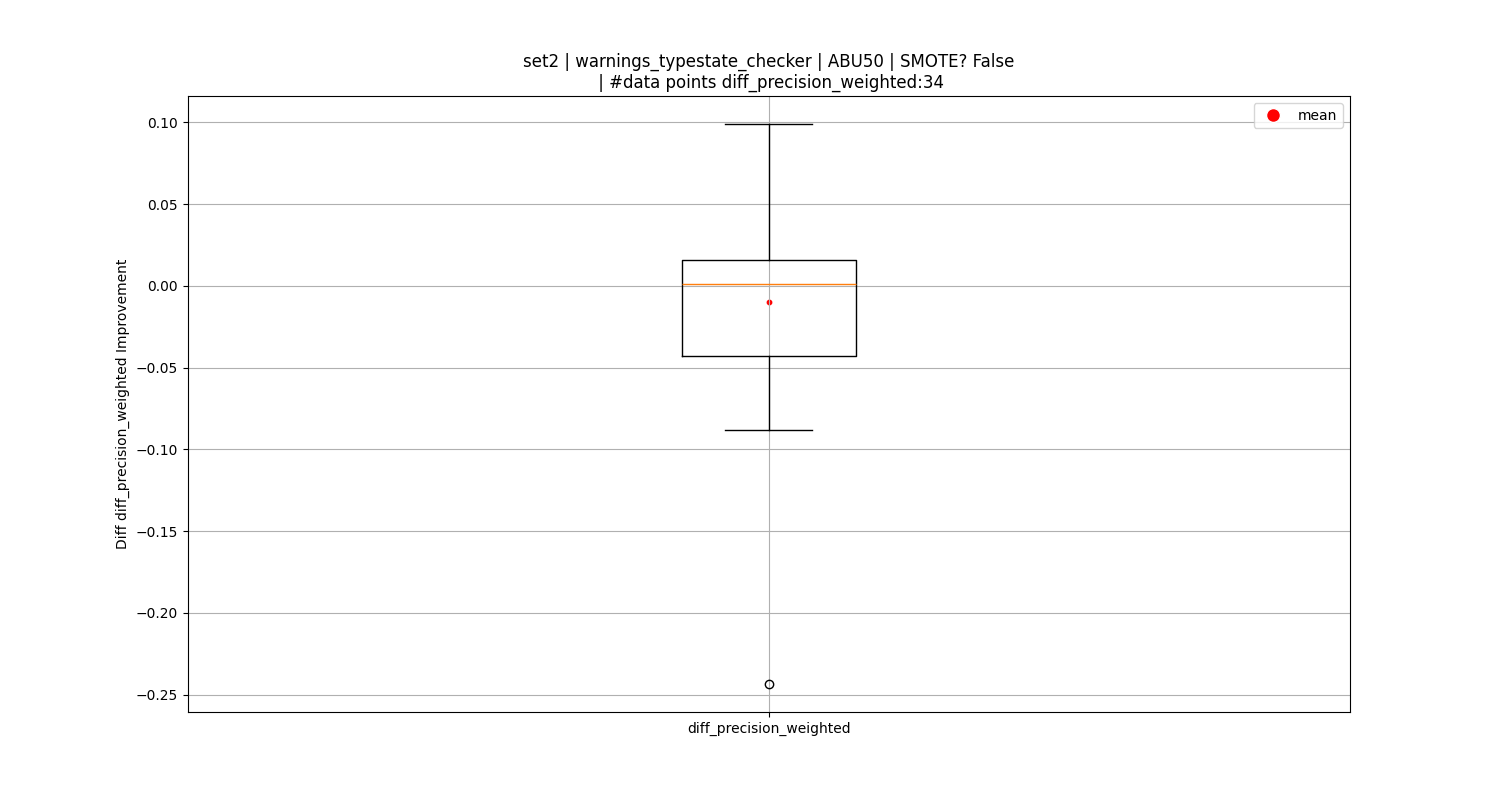 set2 | warnings_typestate_checker | ABU50 | SMOTE? False
| #data points diff_precision_weighted:34
mean
0.10
0.05
0.00
−0.05
−0.10
−0.15
−0.20
−0.25
Diff diff_precision_weighted Improvement
diff_precision_weighted